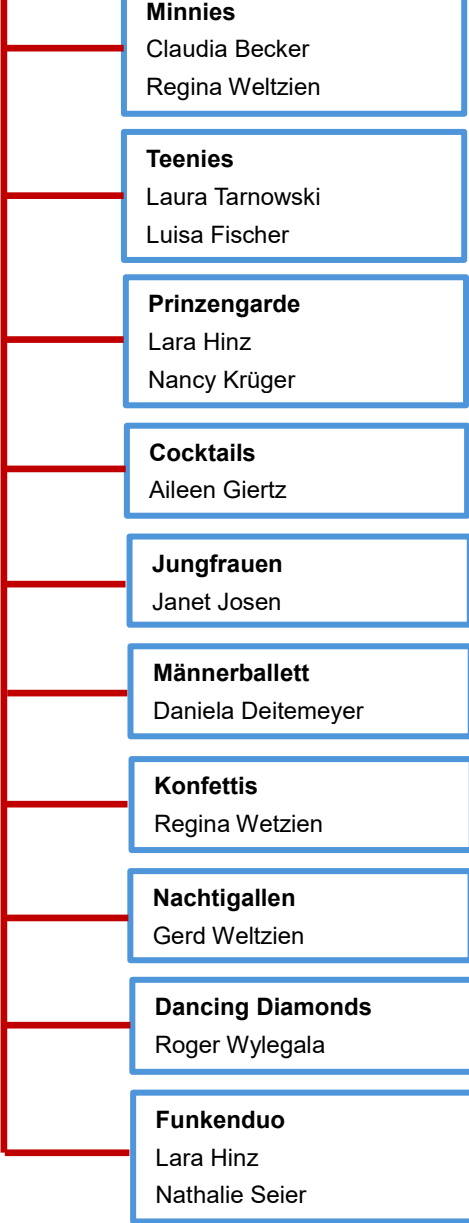 Minnies
Claudia Becker
Regina Weltzien
Teenies
Laura Tarnowski
Luisa Fischer
Prinzengarde
Lara Hinz
Nancy Krüger
Cocktails
Aileen Giertz
Jungfrauen
Janet Josen
Männerballett
Daniela Deitemeyer
Konfettis
Regina Wetzien
Nachtigallen
Gerd Weltzien
Dancing Diamonds
Roger Wylegala
Funkenduo
Lara Hinz
Nathalie Seier